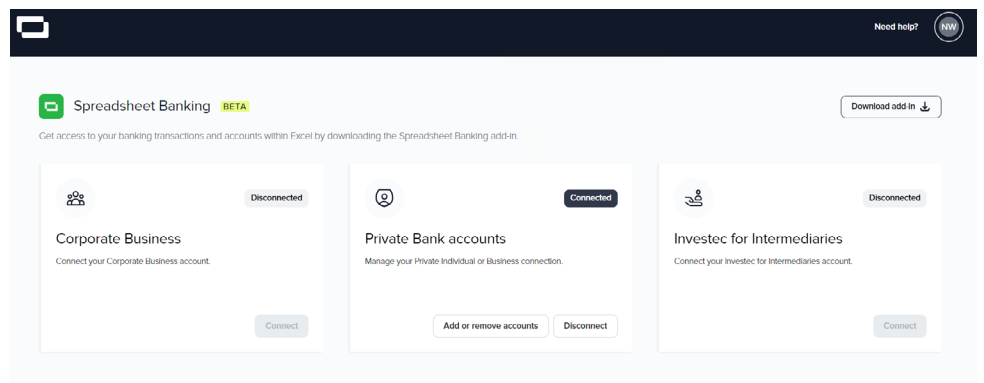 Need help?
NW
Spreadsheet Banking BETA
Download add-in
Get access to your banking transactions and accounts within Excel by downloading the Spreadsheet Banking add-in.
Disconnected
Corporate Business
Connect your Corporate Business account.
Connect
Connected
Private Bank accounts
Manage your Private Individual or Business connection.
Add or remove accounts
Disconnect
Disconnected
Investec for Intermediaries
Connect your Investec for Intermediaries account.
Connect